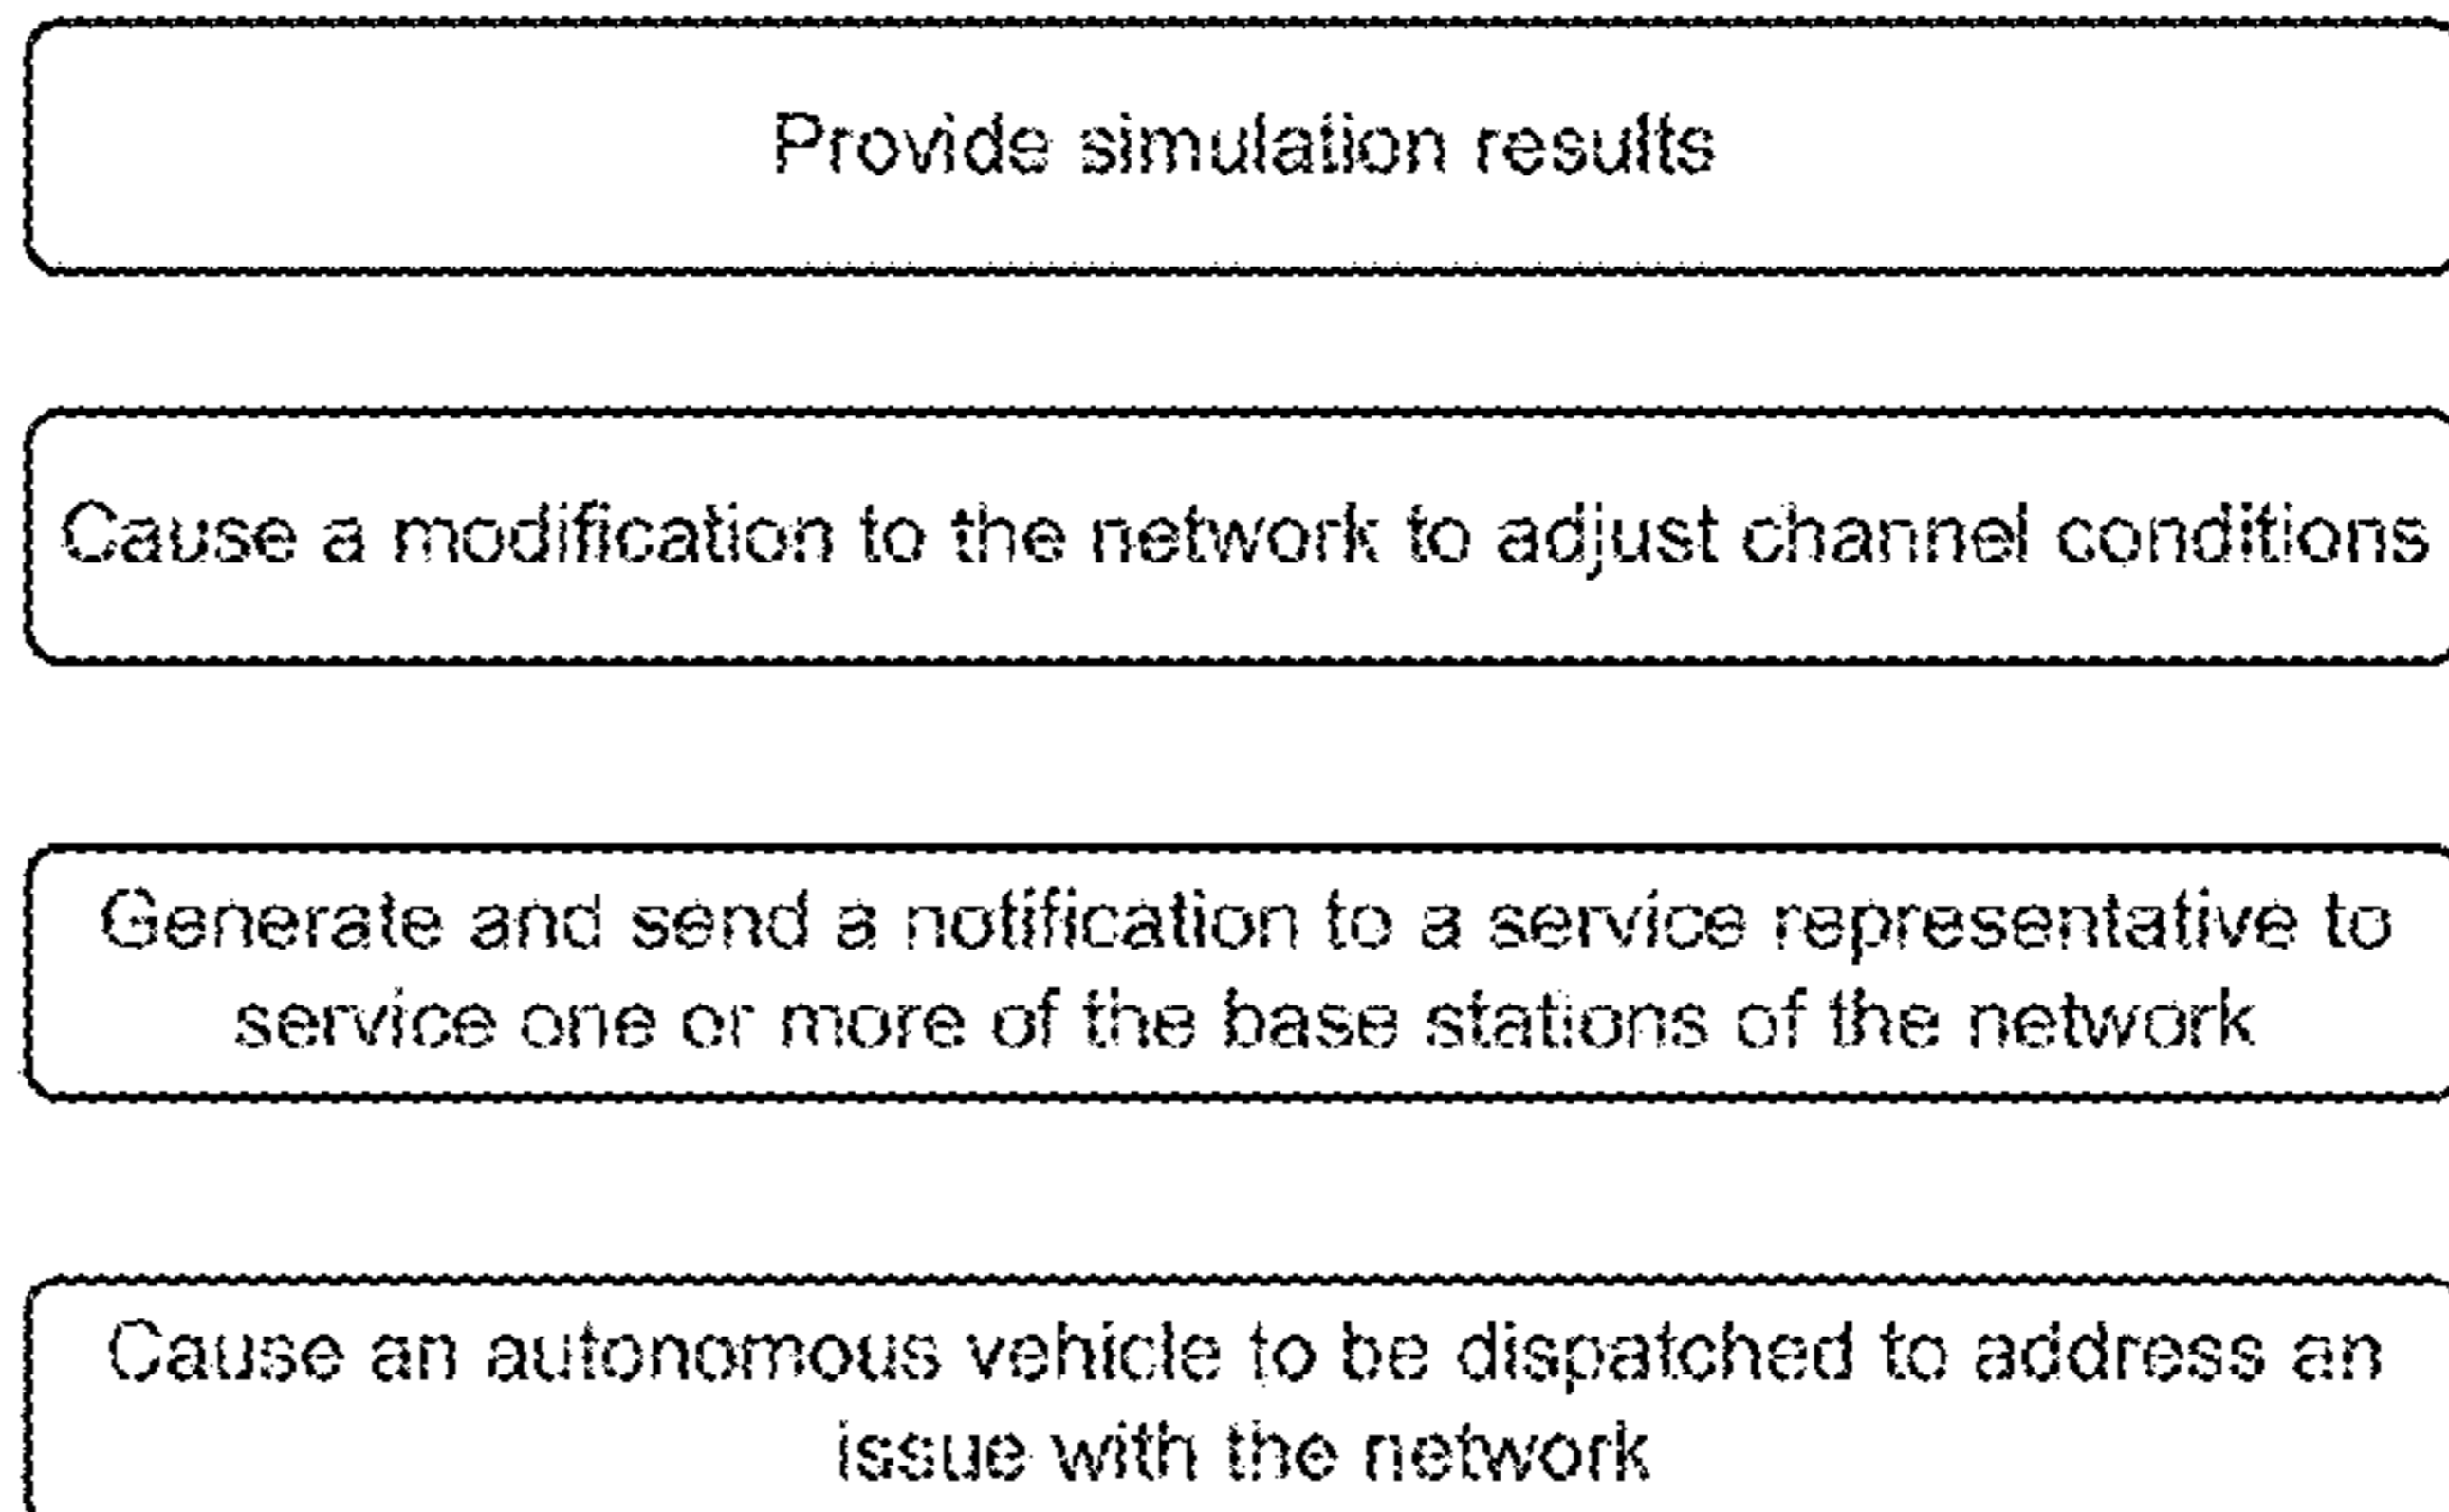 Provide simulation results
Cause a modification to the network to adjust channel conditions
Generate and send a notification to a service representative to
service one or more of the base stations of the network
Cause an autonomous vehicle to be dispatched to address an
issue with the network